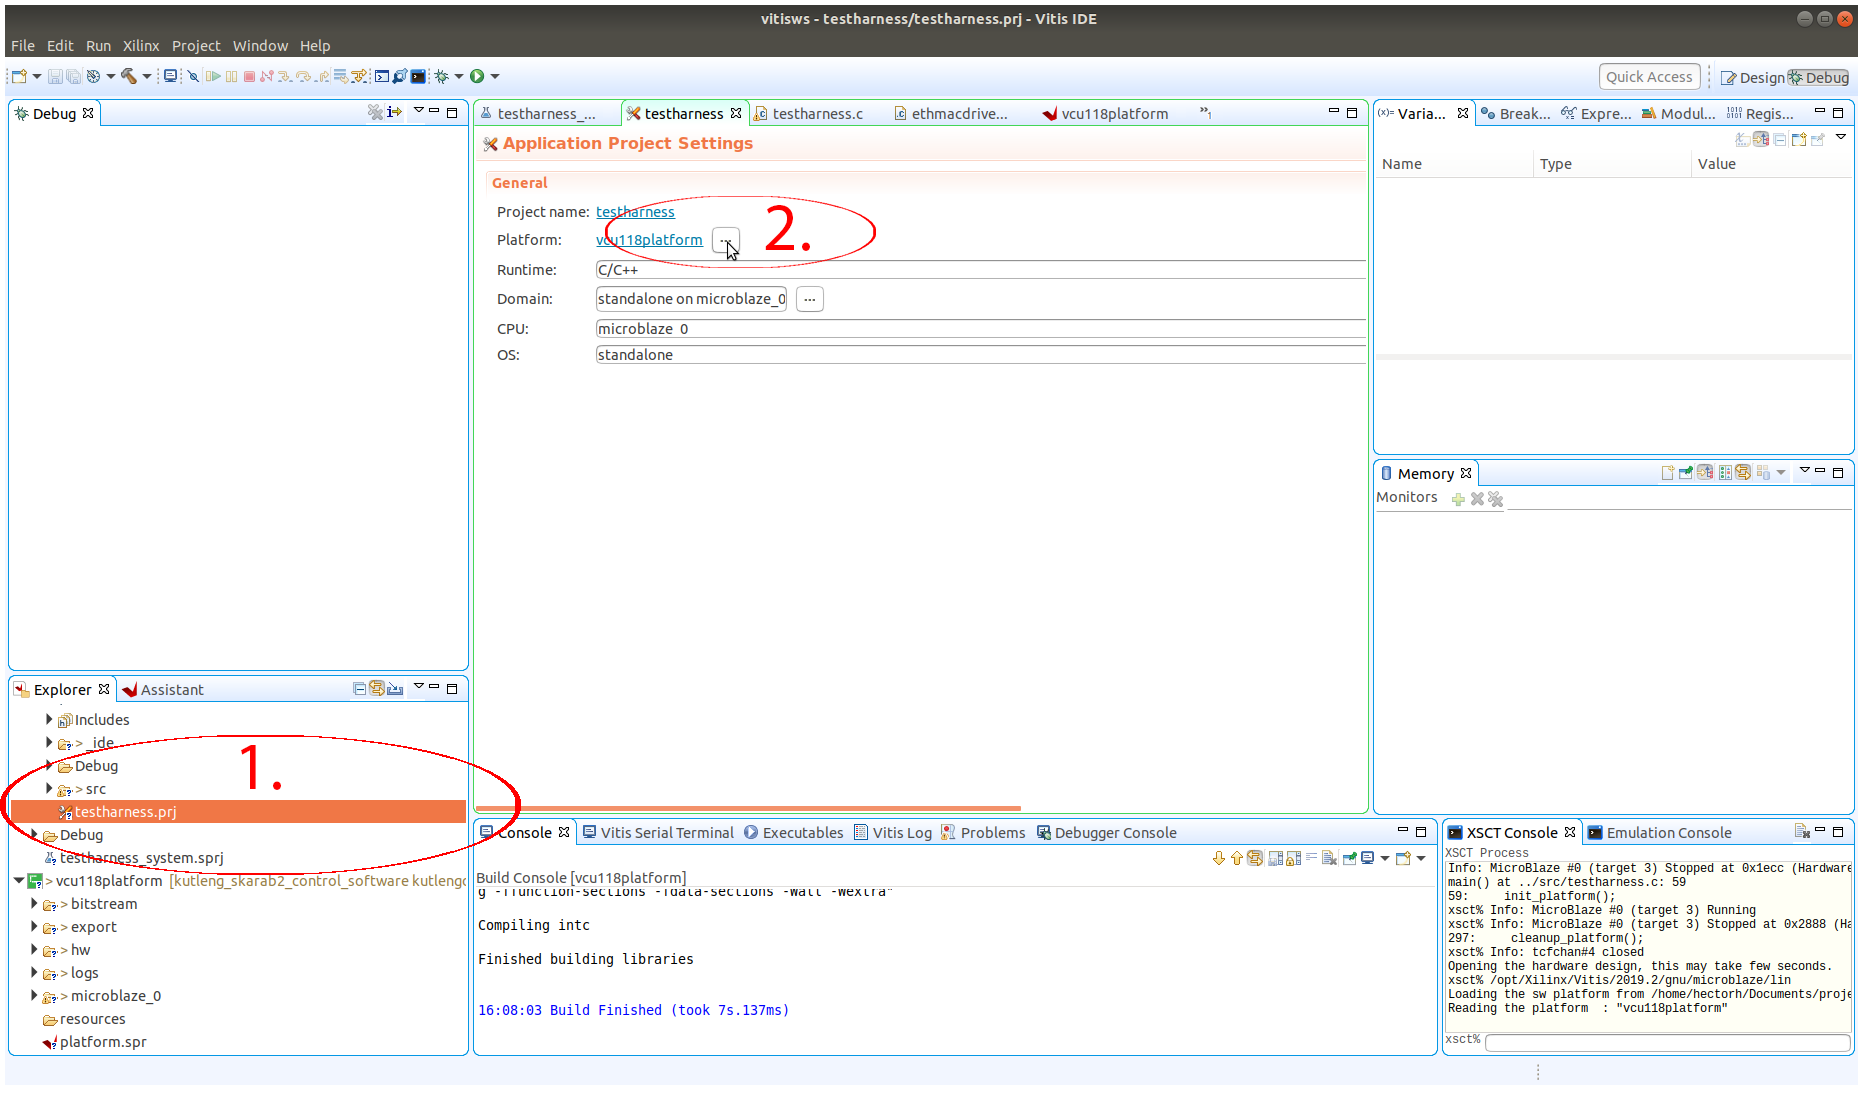 vitisws - testharness/testharness.prj - Vitis IDE
File Edit Run Xilinx Project Window Help
Quick Access Design Debug
Debug
testharness_... testharness testharness.c ethmacdrive... vcu118platform »1
Application Project Settings
General
Project name: testharness
Platform: vcu118platform ... 2.
Runtime: C/C++
Domain: standalone on microblaze_0 ...
CPU: microblaze_0
OS: standalone
(x)= Varia... Break... Expre... Modul... Regis...
Name Type Value
Memory
Monitors
Explorer Assistant
Includes
> _ide
Debug
> src
1.
testharness.prj
Debug
testharness_system.sprj
> vcu118platform [kutleng_skarab2_control_software kutleng
> bitstream
> export
> hw
> logs
> microblaze_0
resources
platform.spr
Console Vitis Serial Terminal Executables Vitis Log Problems Debugger Console
Build Console [vcu118platform]
g -ffunction-sections -fdata-sections -Wall -Wextra"
Compiling intc
Finished building libraries
16:08:03 Build Finished (took 7s.137ms)
XSCT Console Emulation Console
XSCT Process
Info: MicroBlaze #0 (target 3) Stopped at 0x1ecc (Hardware
main() at ../src/testharness.c: 59
59: init_platform();
xsct% Info: MicroBlaze #0 (target 3) Running
xsct% Info: MicroBlaze #0 (target 3) Stopped at 0x2888 (Ha
297: cleanup_platform();
xsct% Info: tcfchan#4 closed
Opening the hardware design, this may take few seconds.
xsct% /opt/Xilinx/Vitis/2019.2/gnu/microblaze/lin
Loading the sw platform from /home/hectorh/Documents/proje
Reading the platform : "vcu118platform"
xsct%